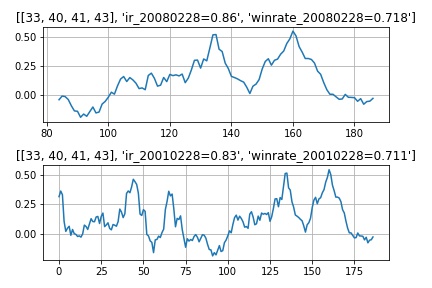 [[33, 40, 41, 43], 'ir_20080228=0.86', 'winrate_20080228=0.718']
0.50
0.25
0.00
80 100 120 140 160 180
[[33, 40, 41, 43], 'ir_20010228=0.83', 'winrate_20010228=0.711']
0.50
0.25
0.00
0 25 50 75 100 125 150 175